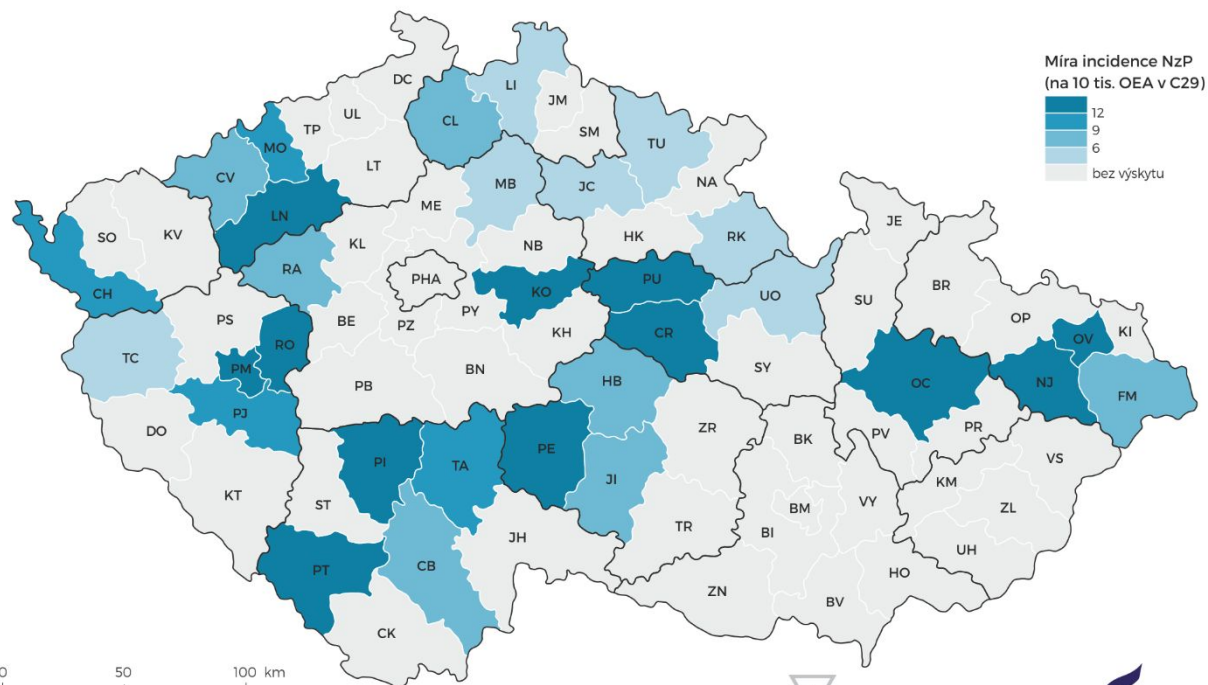 Míra incidence NzP
(na 10 tis. OEA v C29)
12
9
6
bez výskytu
DC
LI
JM
SM
UL
TP
CL
MO
LT
TU
CV
MB
JC
NA
LN
ME
SO
KV
KL
NB
HK
RK
JE
RA
PHA
CH
KO
PU
UO
SU
BR
PS
BE
PZ
PY
KH
CR
OP
KI
OV
TC
RO
PM
PB
BN
HB
SY
OC
NJ
FM
PJ
DO
ZR
BK
PV
PR
VS
PI
TA
PE
JI
KM
KT
ST
BM
VY
ZL
TR
BI
JH
UH
PT
CB
HO
ZN
BV
CK
0
50
100 km